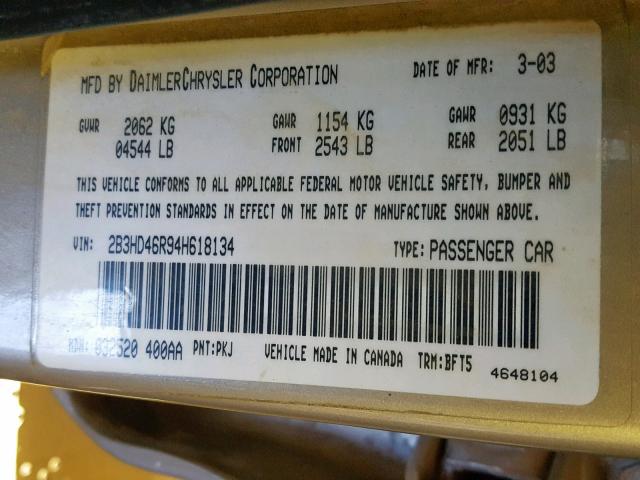 MFD BY DAIMLERCHRYSLER CORPORATION DATE OF MFR: 3-03
GVWR 2062 KG GAWR 1154 KG GAWR 0931 KG
04544 LB FRONT 2543 LB REAR 2051 LB
THIS VEHICLE CONFORMS TO ALL APPLICABLE FEDERAL MOTOR VEHICLE SAFETY, BUMPER AND
THEFT PREVENTION STANDARDS IN EFFECT ON THE DATE OF MANUFACTURE SHOWN ABOVE.
VIN: 2B3HD46R94H618134 TYPE: PASSENGER CAR
MDH: 032520 400AA PNT:PKJ VEHICLE MADE IN CANADA TRM:BFT5
4648104